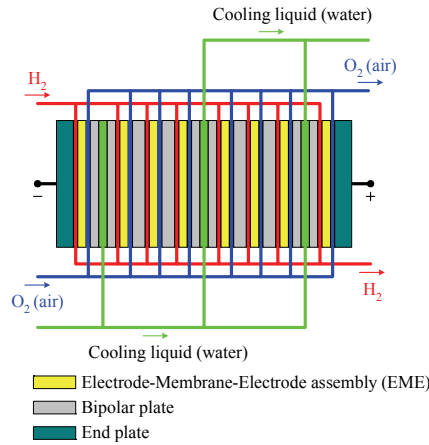 Cooling liquid (water)
O2 (air)
H2
−
+
O2 (air)
H2
Cooling liquid (water)
Electrode-Membrane-Electrode assembly (EME)
Bipolar plate
End plate